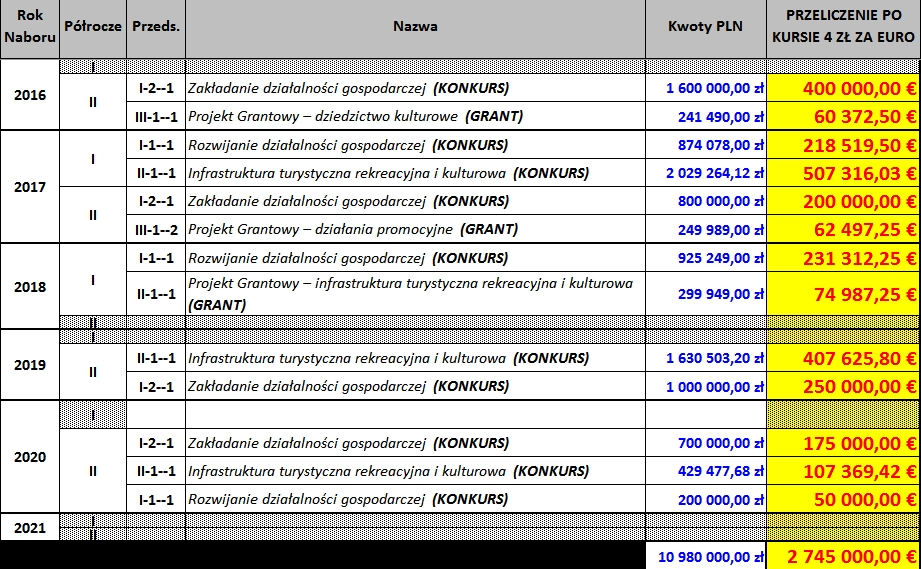 Rok Naboru Półrocze Przeds. Nazwa Kwoty PLN PRZELICZENIE PO KURSIE 4 ZŁ ZA EURO
I
2016 II I-2--1 Zakładanie działalności gospodarczej (KONKURS) 1 600 000,00 zł 400 000,00 €
III-1--1 Projekt Grantowy – dziedzictwo kulturowe (GRANT) 241 490,00 zł 60 372,50 €
2017 I I-1--1 Rozwijanie działalności gospodarczej (KONKURS) 874 078,00 zł 218 519,50 €
II-1--1 Infrastruktura turystyczna rekreacyjna i kulturowa (KONKURS) 2 029 264,12 zł 507 316,03 €
II I-2--1 Zakładanie działalności gospodarczej (KONKURS) 800 000,00 zł 200 000,00 €
III-1--2 Projekt Grantowy – działania promocyjne (GRANT) 249 989,00 zł 62 497,25 €
2018 I I-1--1 Rozwijanie działalności gospodarczej (KONKURS) 925 249,00 zł 231 312,25 €
II-1--1 Projekt Grantowy – infrastruktura turystyczna rekreacyjna i kulturowa (GRANT) 299 949,00 zł 74 987,25 €
II
I
2019 II II-1--1 Infrastruktura turystyczna rekreacyjna i kulturowa (KONKURS) 1 630 503,20 zł 407 625,80 €
I-2--1 Zakładanie działalności gospodarczej (KONKURS) 1 000 000,00 zł 250 000,00 €
I
2020 II I-2--1 Zakładanie działalności gospodarczej (KONKURS) 700 000,00 zł 175 000,00 €
II-1--1 Infrastruktura turystyczna rekreacyjna i kulturowa (KONKURS) 429 477,68 zł 107 369,42 €
I-1--1 Rozwijanie działalności gospodarczej (KONKURS) 200 000,00 zł 50 000,00 €
2021 I
II
10 980 000,00 zł 2 745 000,00 €